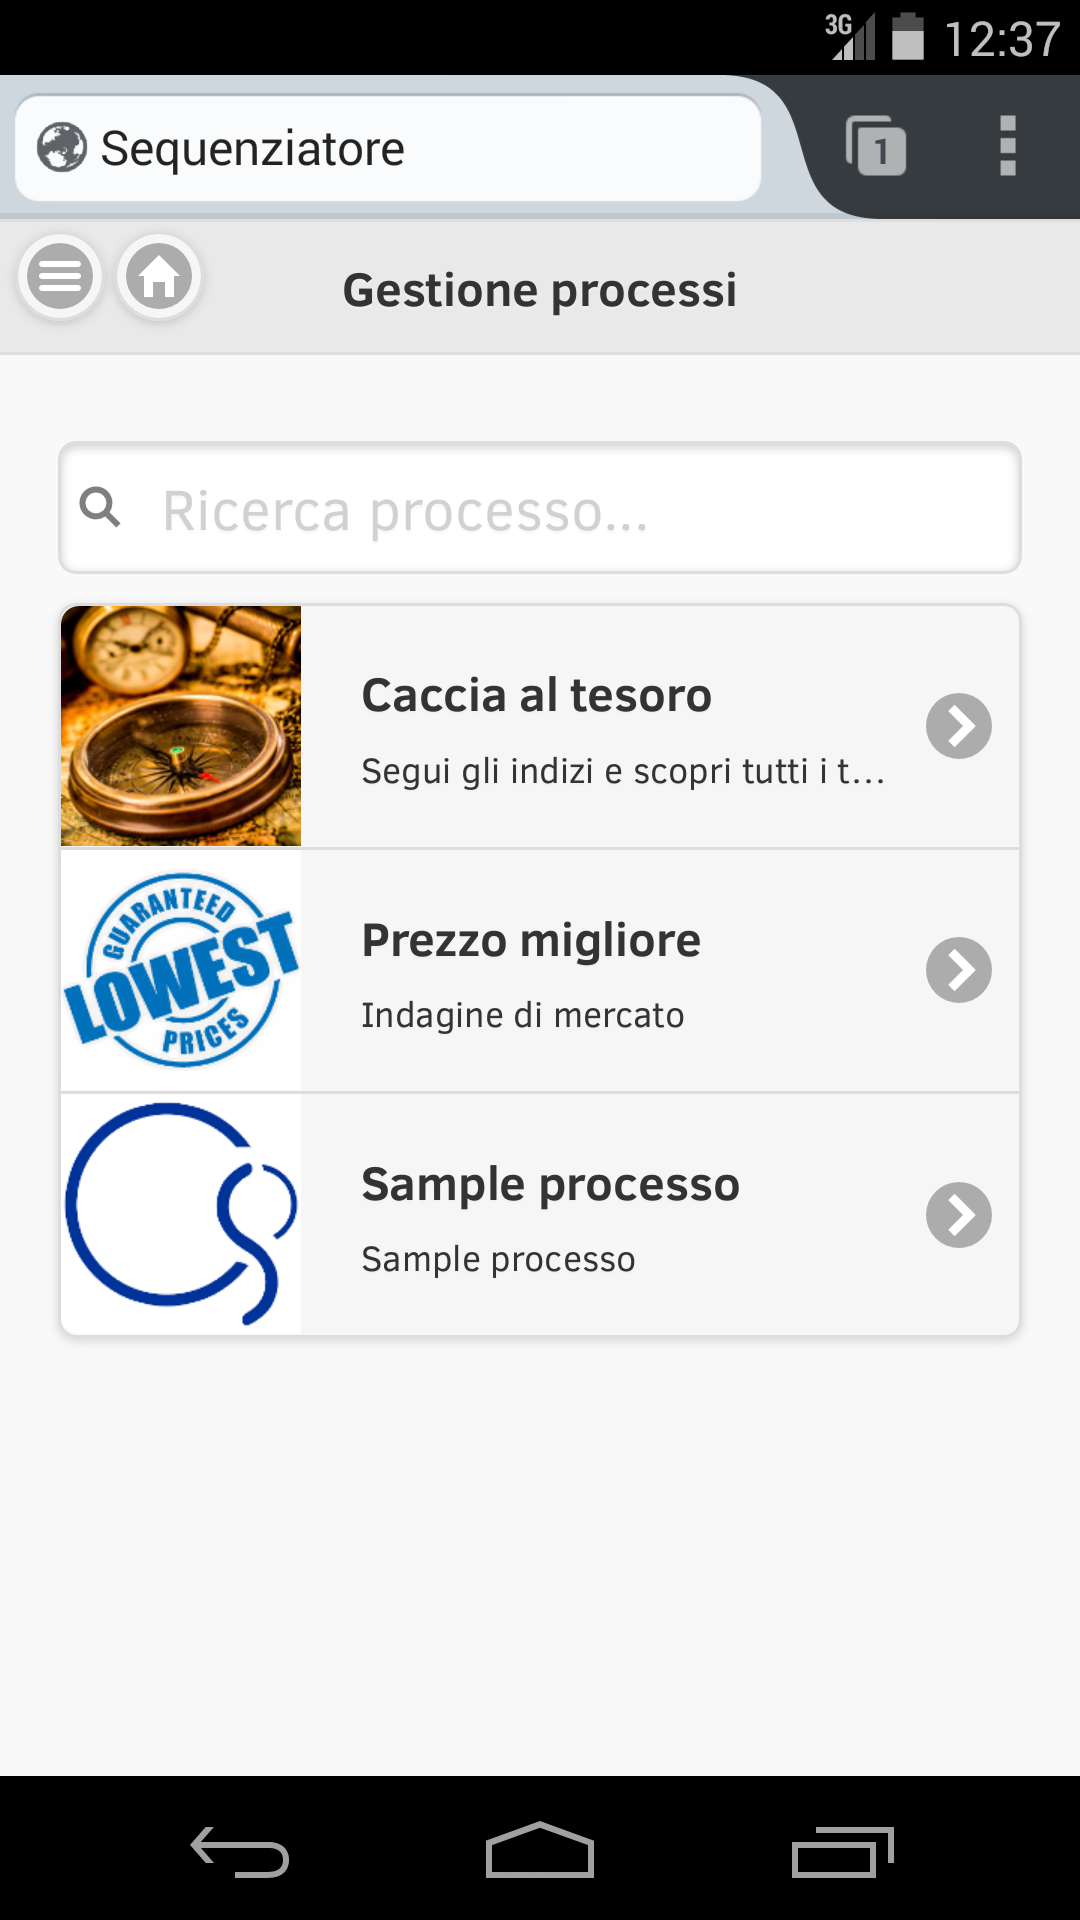 3G 12:37
Sequenziatore 1
Gestione processi
Ricerca processo...
Caccia al tesoro
Segui gli indizi e scopri tutti i t...
GUARANTEED
LOWEST
PRICES
Prezzo migliore
Indagine di mercato
Sample processo
Sample processo